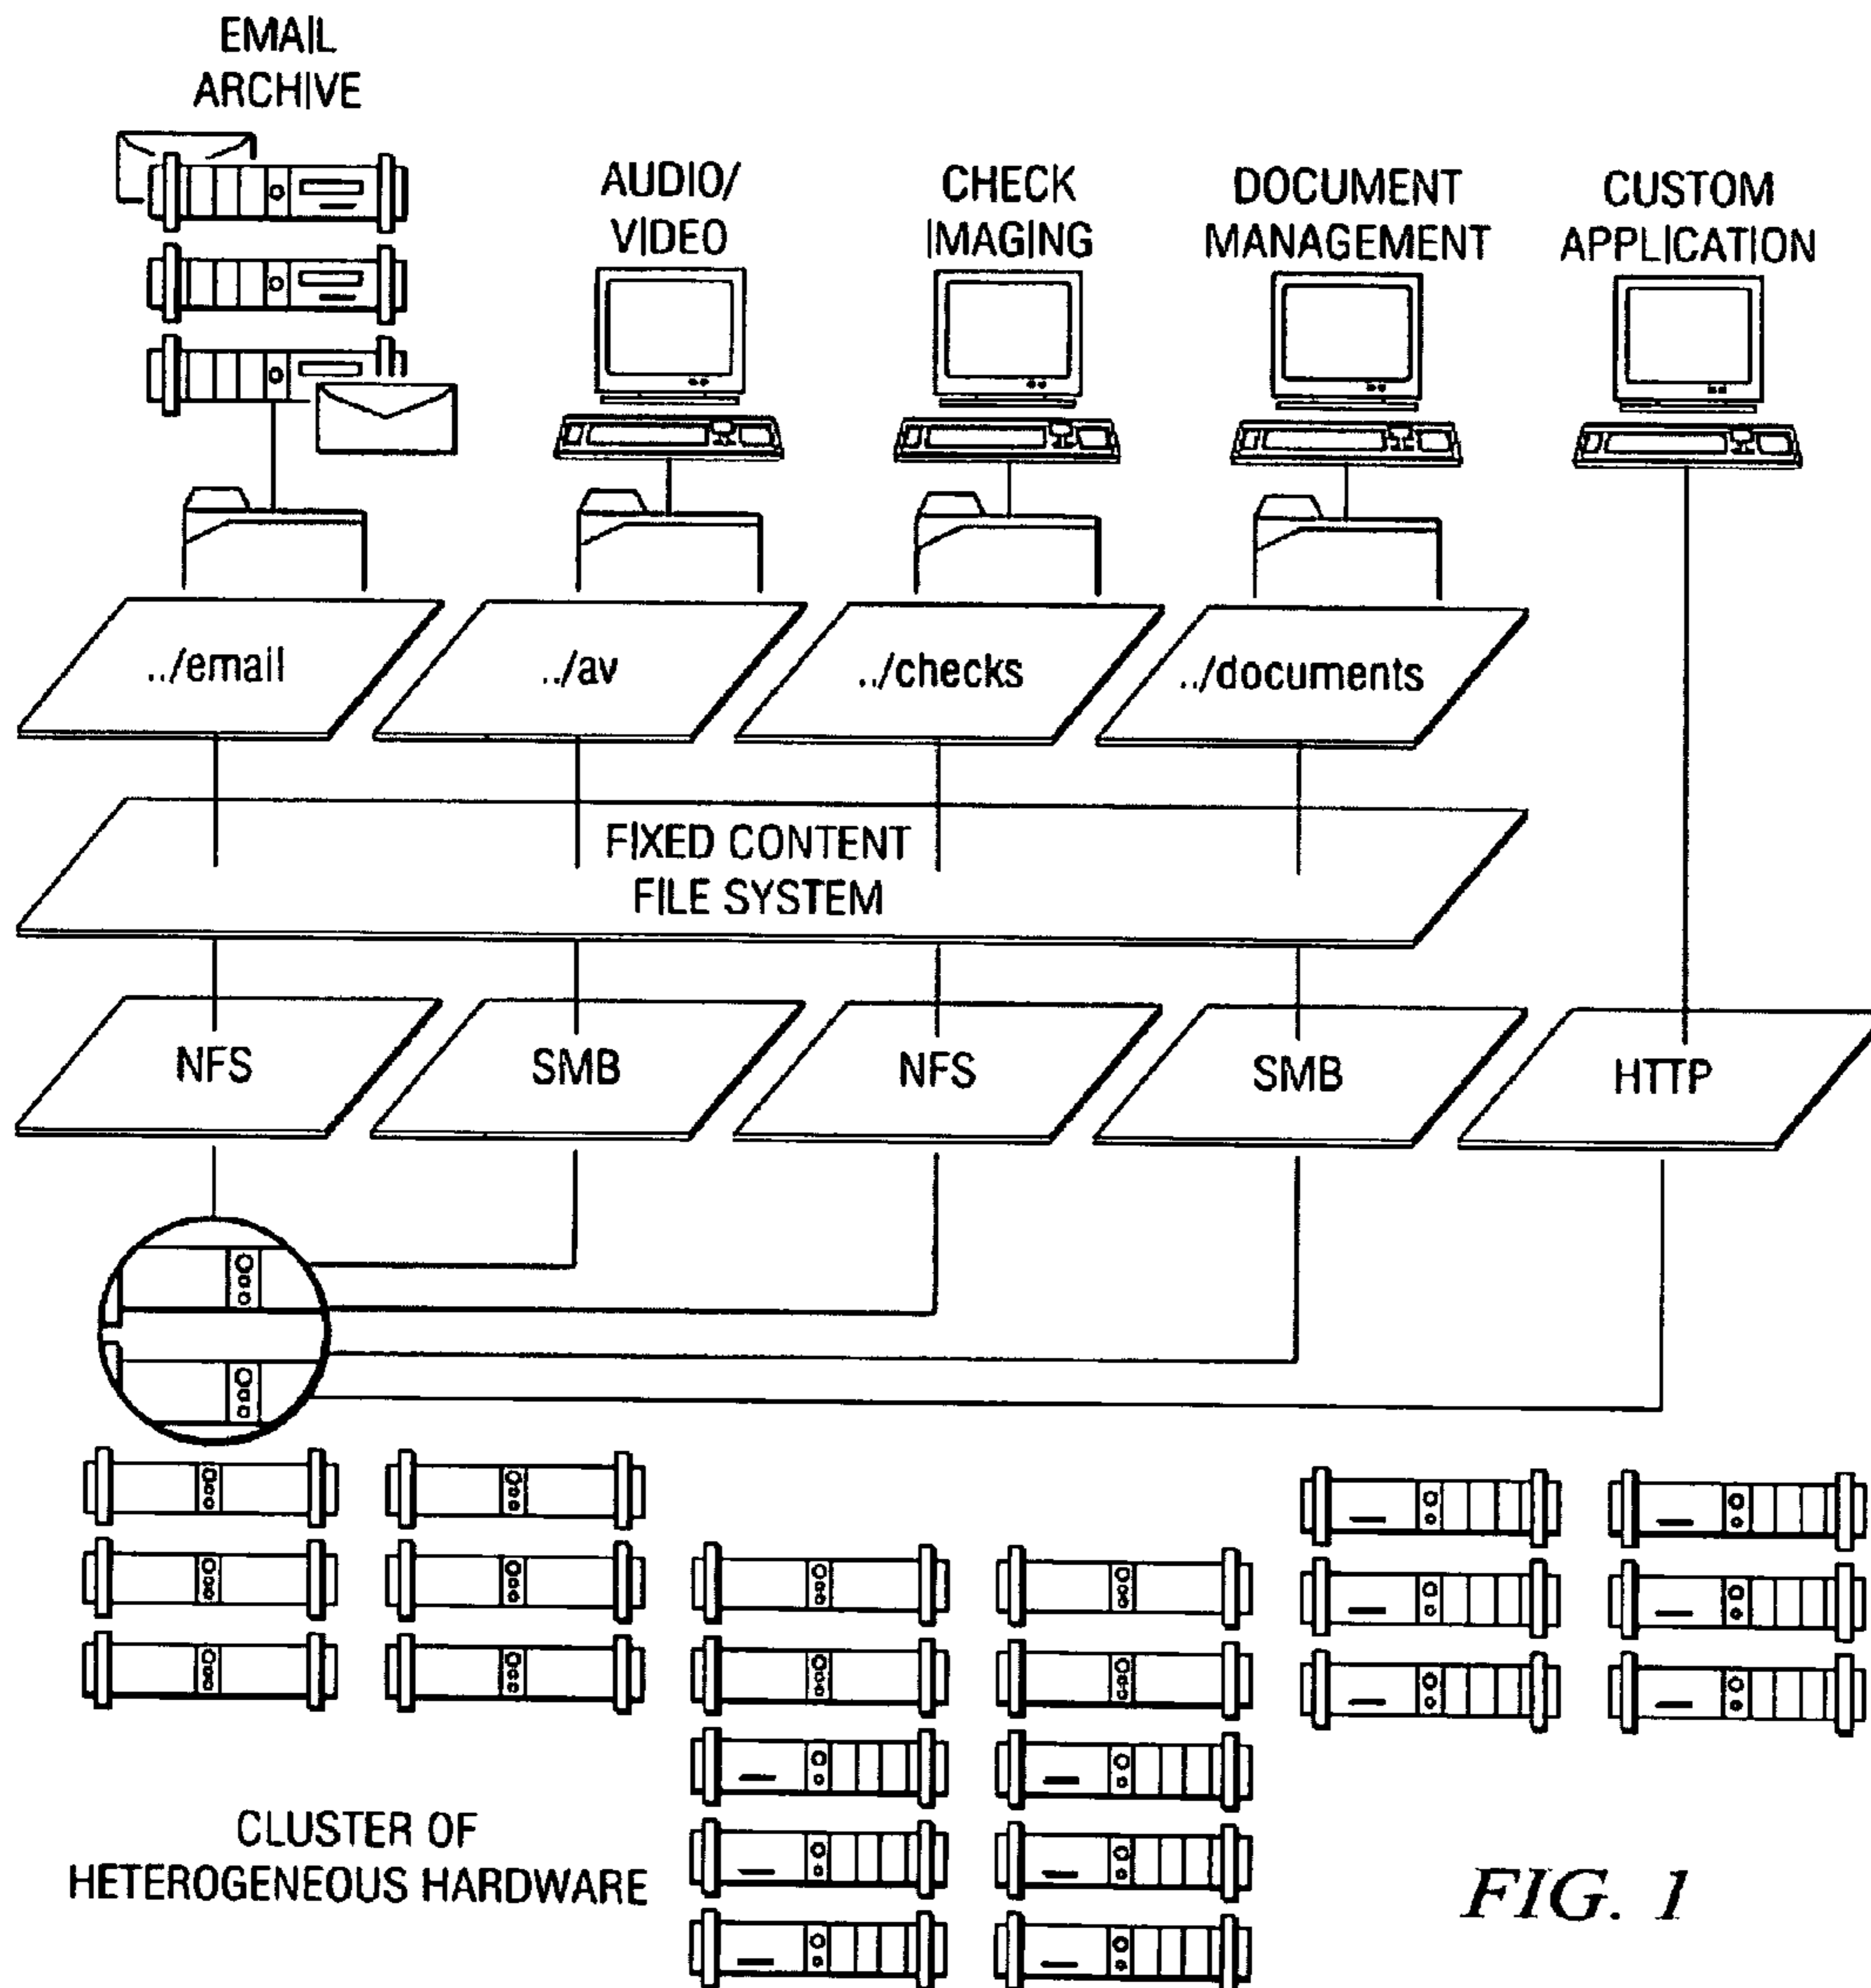 EMAIL
ARCHIVE
AUDIO/
VIDEO
CHECK
IMAGING
DOCUMENT
MANAGEMENT
CUSTOM
APPLICATION
../email
../av
../checks
../documents
FIXED CONTENT
FILE SYSTEM
NFS
SMB
NFS
SMB
HTTP
CLUSTER OF
HETEROGENEOUS HARDWARE
FIG. 1